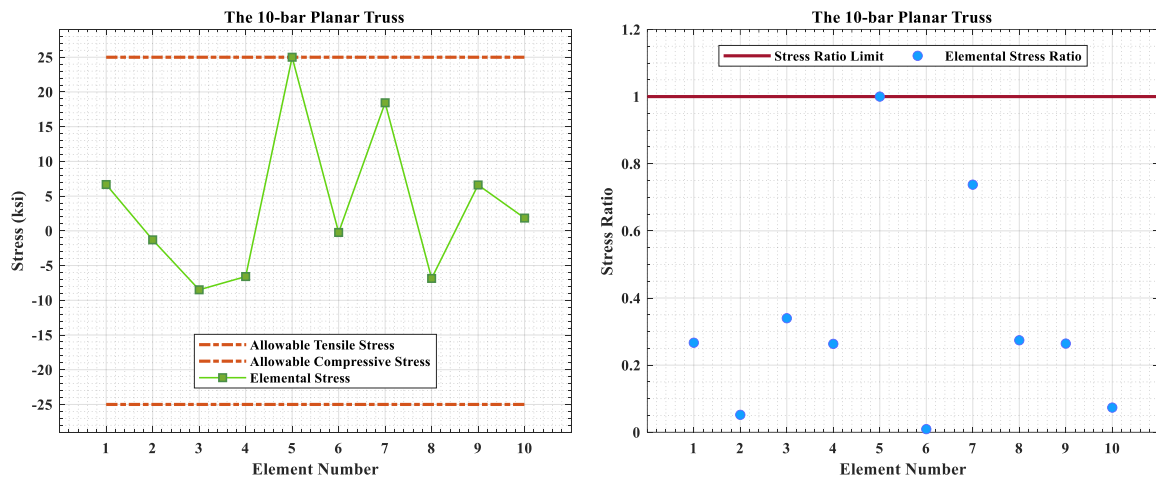 The 10-bar Planar Truss
Stress (ksi)
25
20
15
10
5
0
-5
-10
-15
-20
-25
Allowable Tensile Stress
Allowable Compressive Stress
Elemental Stress
1 2 3 4 5 6 7 8 9 10
Element Number
The 10-bar Planar Truss
Stress Ratio
1.2
1
0.8
0.6
0.4
0.2
0
Stress Ratio Limit Elemental Stress Ratio
1 2 3 4 5 6 7 8 9 10
Element Number